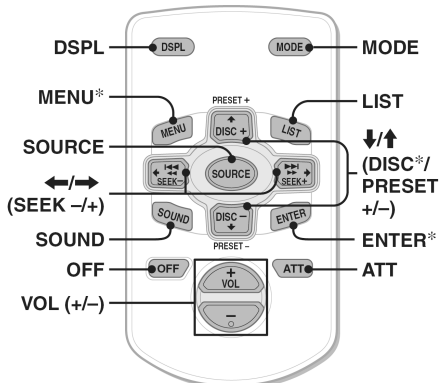 DSPL
DSPL
MODE
MODE
MENU*
MENU
PRESET +
DISC +
LIST
LIST
SOURCE
SOURCE
←/→
(SEEK –/+)
SEEK–
SEEK+
↓/↑
(DISC*/
PRESET
+/–)
SOUND
SOUND
DISC –
PRESET –
ENTER
ENTER*
OFF
OFF
ATT
ATT
VOL (+/–)
+
VOL
–